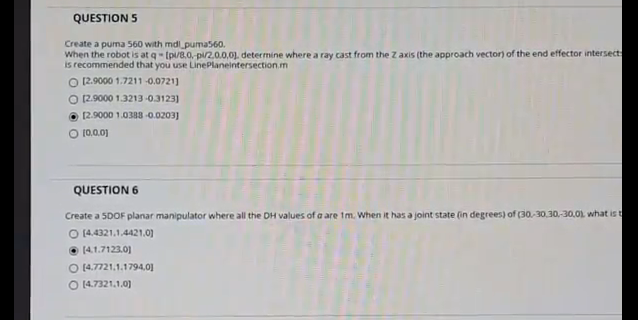 QUESTION 5
Create a puma 560 with mdl_puma560.
When the robot is at q = [pi/8,0,-pi/2,0,0,0], determine where a ray cast from the Z axis (the approach vector) of the end effector intersect
is recommended that you use LinePlaneIntersection.m
[2.9000 1.7211 -0.0721]
[2.9000 1.3213 -0.3123]
[2.9000 1.0388 -0.0203]
[0,0,0]
QUESTION 6
Create a 5DOF planar manipulator where all the DH values of a are 1m. When it has a joint state (in degrees) of [30,-30,30,-30,0], what is t
[4.4321,1.4421,0]
[4,1.7123,0]
[4.7721,1.1794,0]
[4.7321,1,0]